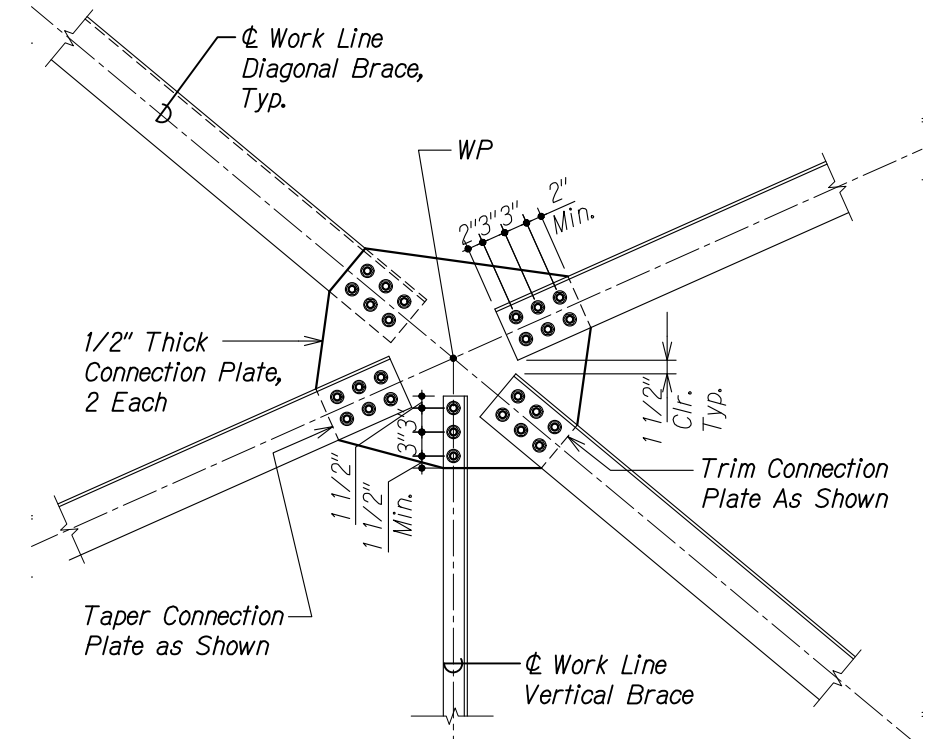 ℄ Work Line
Diagonal Brace,
Typ.
WP
2"3"3" 2"
Min.
1/2" Thick
Connection Plate,
2 Each
1 1/2"
Clr.
Typ.
3"3"
1 1/2"
1 1/2"
Min.
Trim Connection
Plate As Shown
Taper Connection
Plate as Shown
℄ Work Line
Vertical Brace